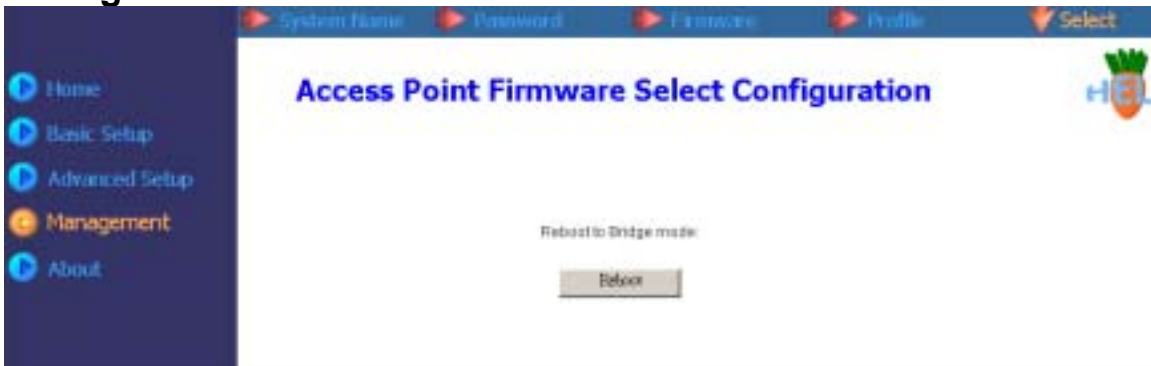 System Name Password Firmware Profile Select
Home
Access Point Firmware Select Configuration
HEL
Basic Setup
Advanced Setup
Management
Reboot to Bridge mode:
About
Reboot